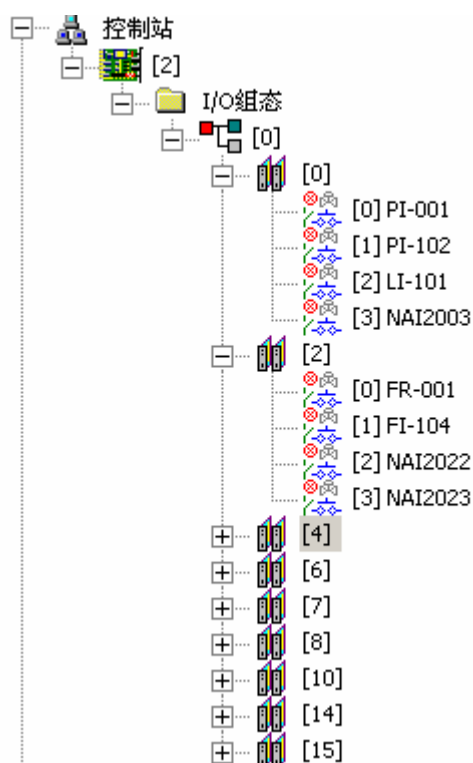 控制站
[2]
I/O组态
[0]
[0]
[0] PI-001
[1] PI-102
[2] LI-101
[3] NAI2003
[2]
[0] FR-001
[1] FI-104
[2] NAI2022
[3] NAI2023
[4]
[6]
[7]
[8]
[10]
[14]
[15]